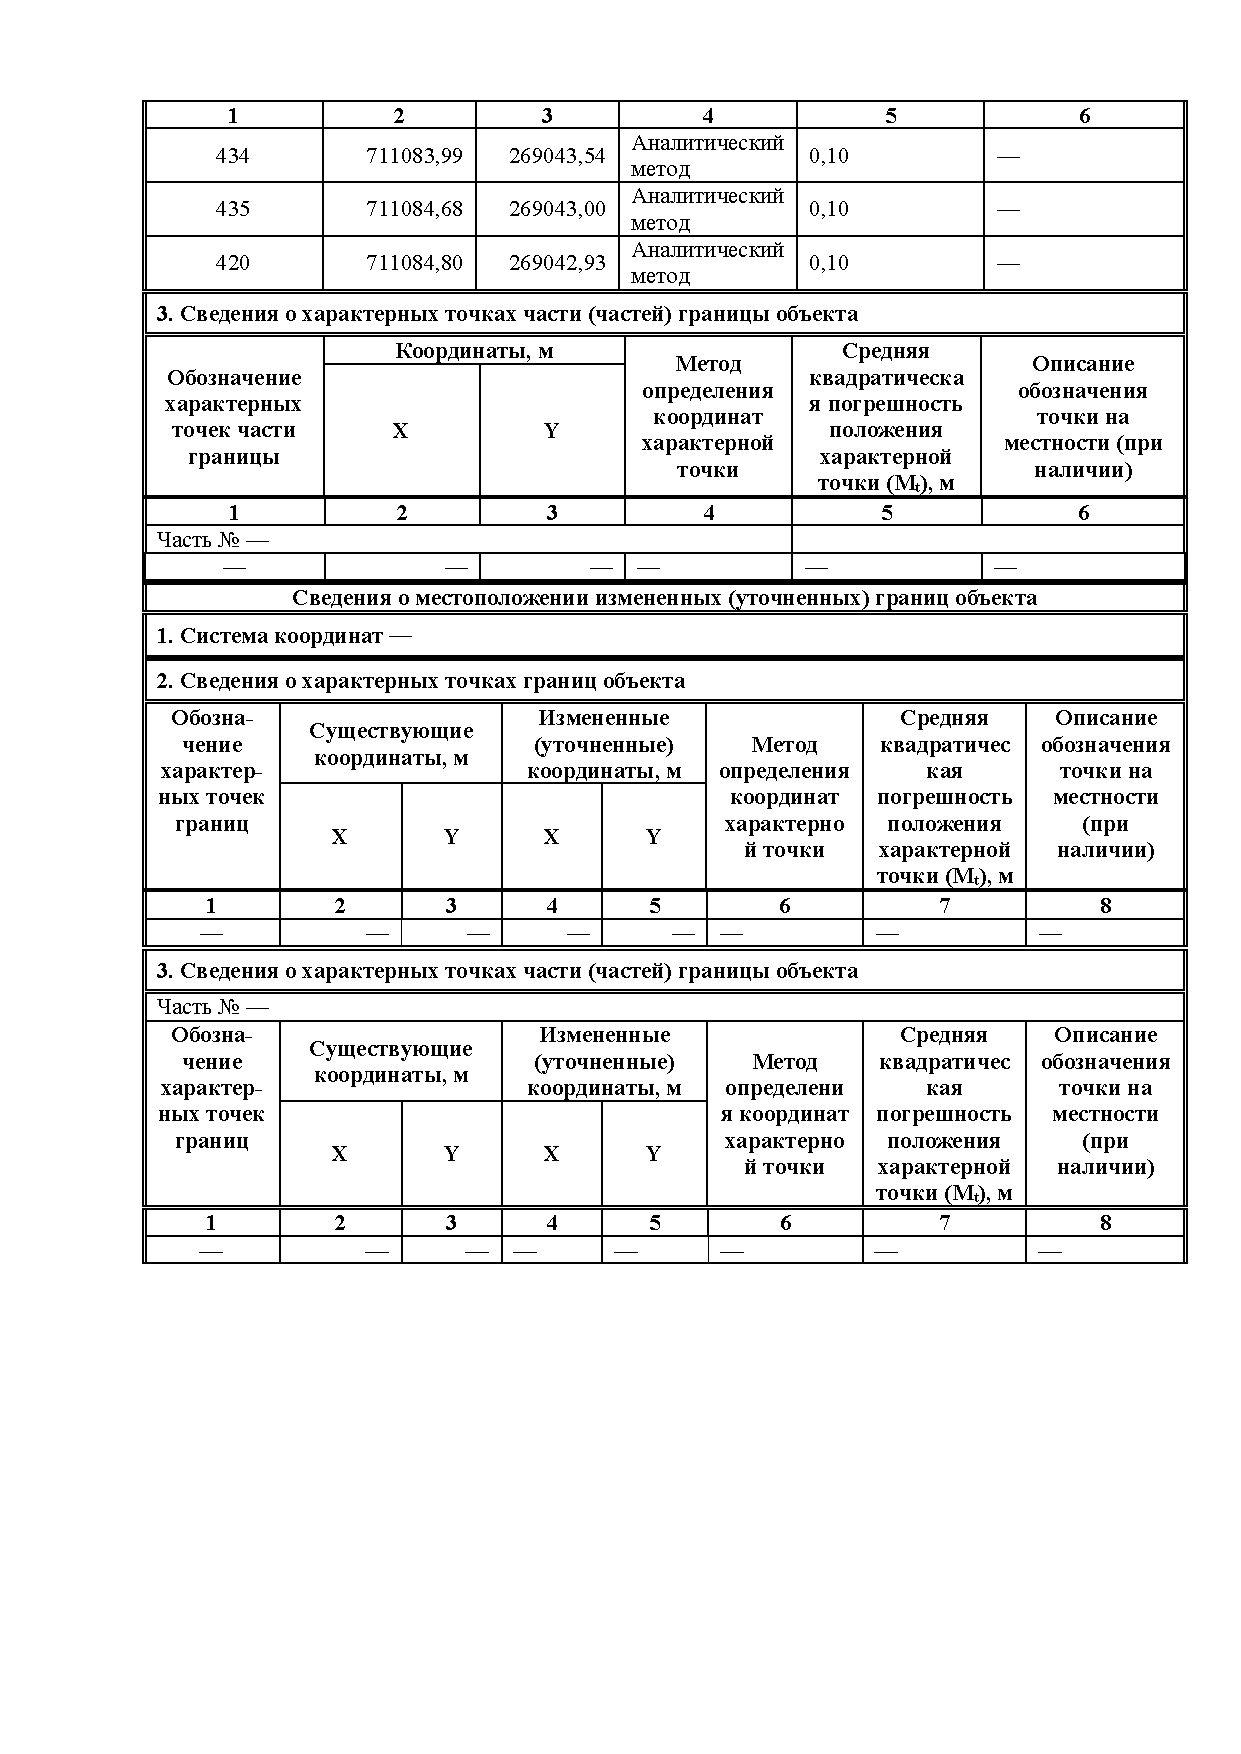 1 2 3 4 5 6
434 711083,99 269043,54 Аналитический метод 0,10 —
435 711084,68 269043,00 Аналитический метод 0,10 —
420 711084,80 269042,93 Аналитический метод 0,10 —
3. Сведения о характерных точках части (частей) границы объекта
Обозначение
характерных
точек части
границы
Координаты, м
X Y
Метод
определения
координат
характерной
точки
Средняя
квадратическа
я погрешность
положения
характерной
точки (Mt), м
Описание
обозначения
точки на
местности (при
наличии)
1 2 3 4 5 6
Часть № —
— — — — — —
Сведения о местоположении измененных (уточненных) границ объекта
1. Система координат —
2. Сведения о характерных точках границ объекта
Обозна-
чение
характер-
ных точек
границ
Существующие
координаты, м
X Y
Измененные
(уточненные)
координаты, м
X Y
Метод
определения
координат
характерно
й точки
Средняя
квадратичес
кая
погрешность
положения
характерной
точки (Mt), м
Описание
обозначения
точки на
местности
(при
наличии)
1 2 3 4 5 6 7 8
— — — — — — — —
3. Сведения о характерных точках части (частей) границы объекта
Часть № —
Обозна-
чение
характер-
ных точек
границ
Существующие
координаты, м
X Y
Измененные
(уточненные)
координаты, м
X Y
Метод
определени
я координат
характерно
й точки
Средняя
квадратичес
кая
погрешность
положения
характерной
точки (Mt), м
Описание
обозначения
точки на
местности
(при
наличии)
1 2 3 4 5 6 7 8
— — — — — — — —